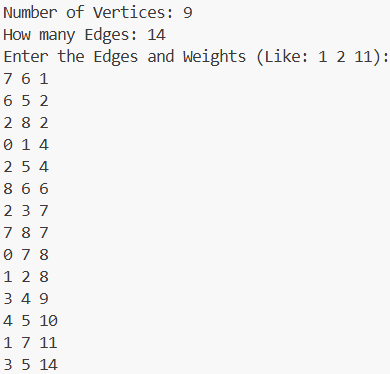 Number of Vertices: 9
How many Edges: 14
Enter the Edges and Weights (Like: 1 2 11):
7 6 1
6 5 2
2 8 2
0 1 4
2 5 4
8 6 6
2 3 7
7 8 7
0 7 8
1 2 8
3 4 9
4 5 10
1 7 11
3 5 14